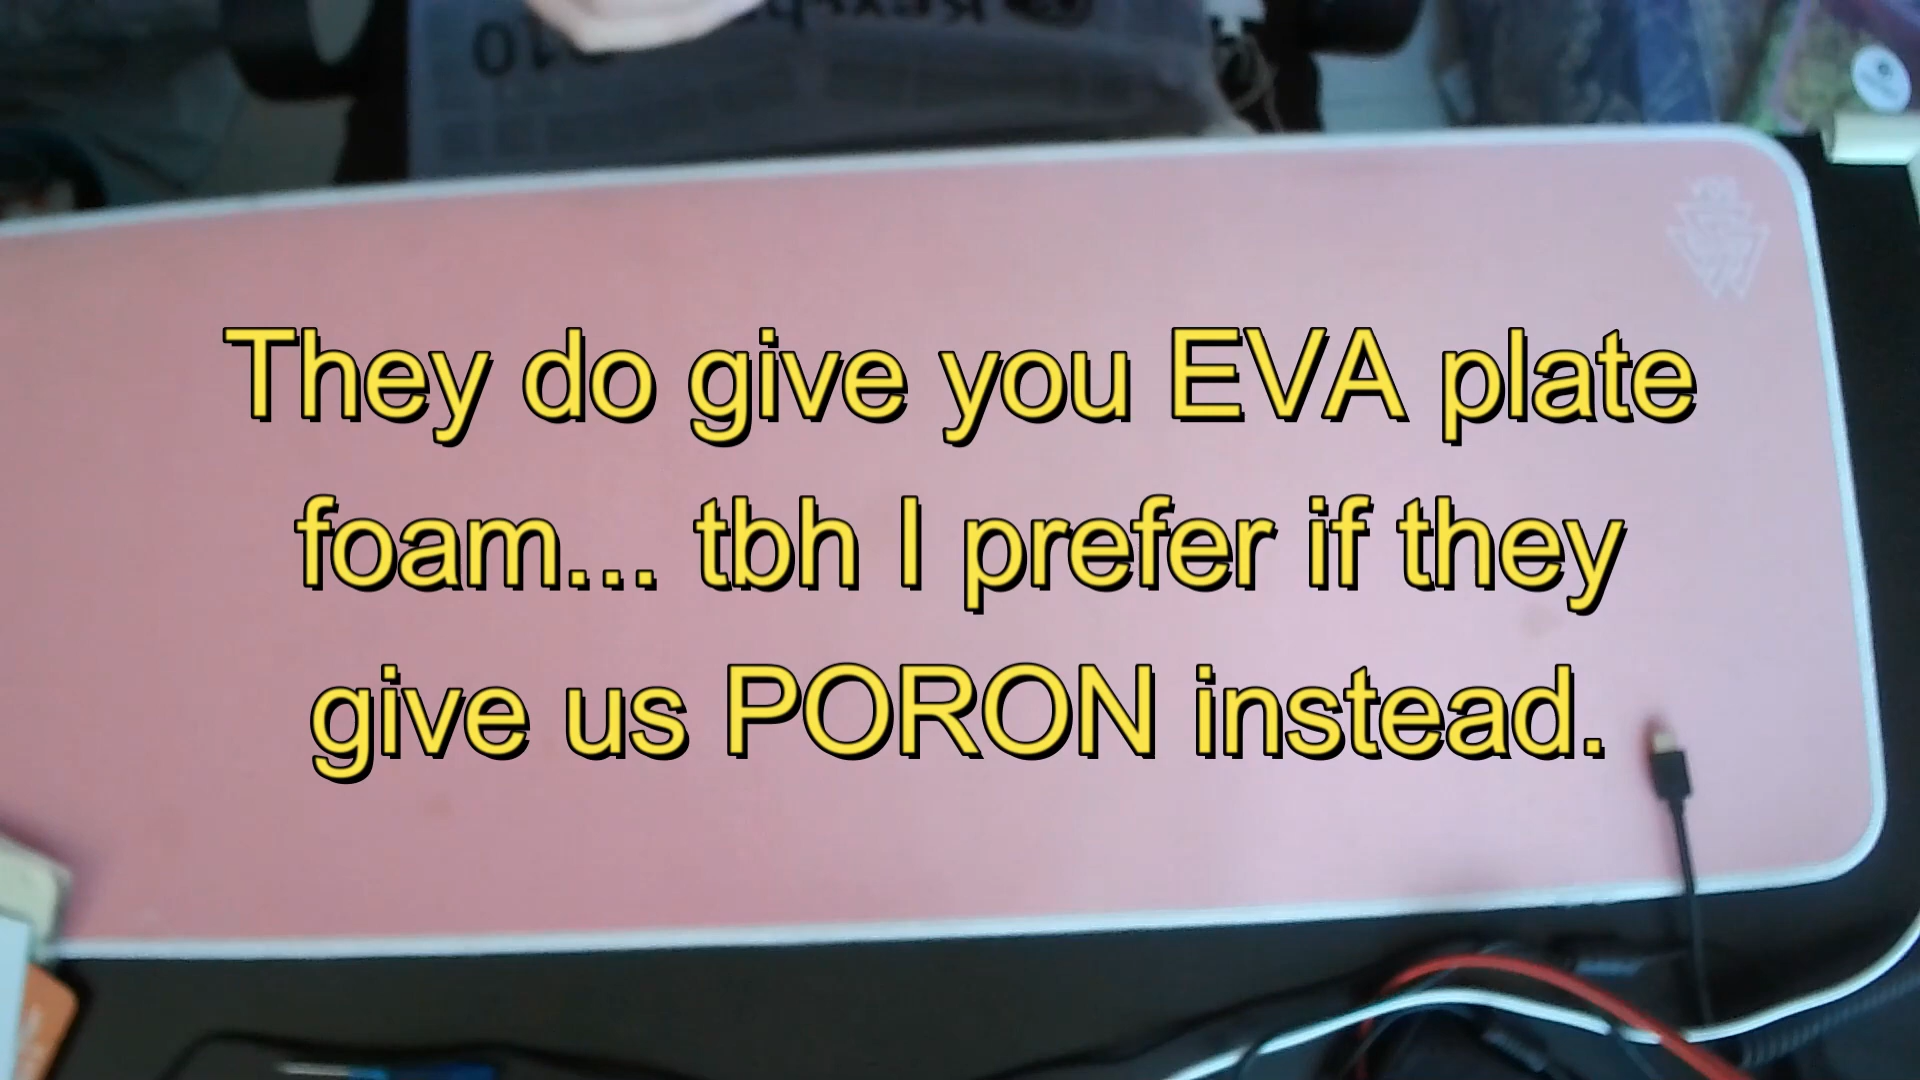 They do give you EVA plate
foam... tbh I prefer if they
give us PORON instead.